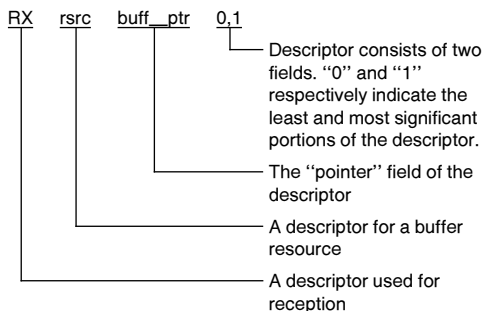 RX rsrc buff__ptr 0,1
Descriptor consists of two
fields. ‘‘0’’ and ‘‘1’’
respectively indicate the
least and most significant
portions of the descriptor.
The ‘‘pointer’’ field of the
descriptor
A descriptor for a buffer
resource
A descriptor used for
reception